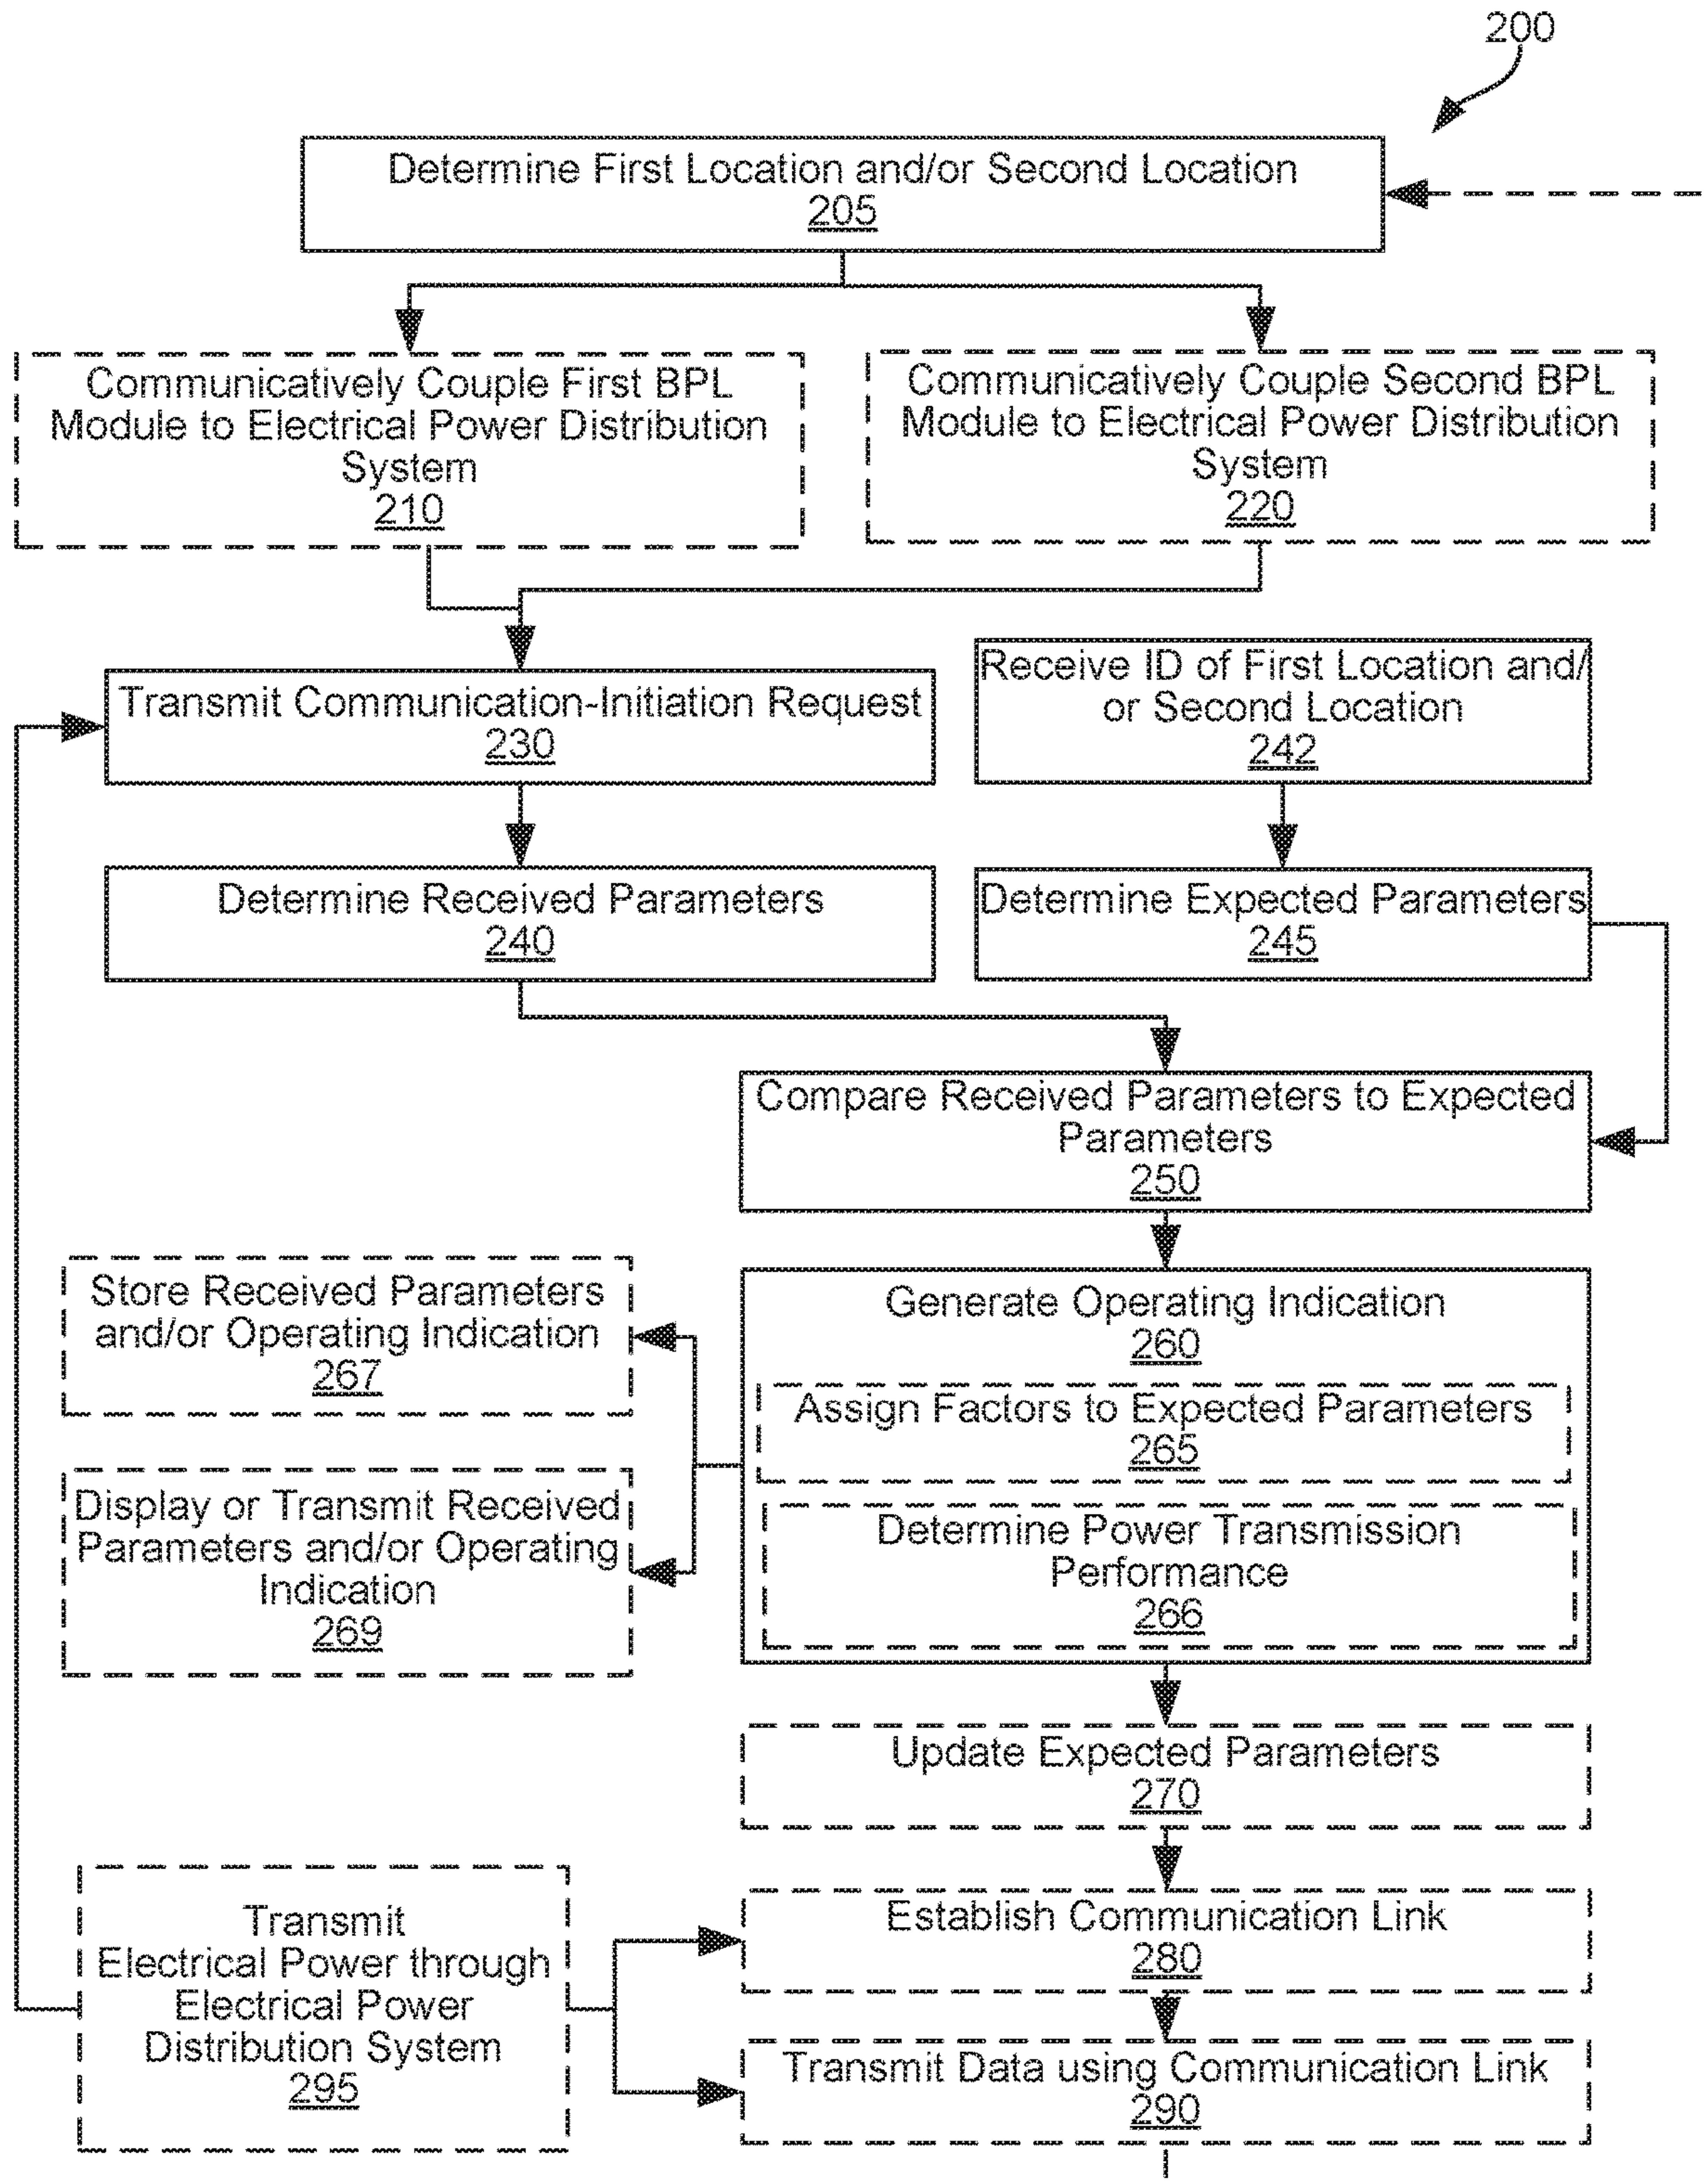 200
Determine First Location and/or Second Location
205
Communicatively Couple First BPL
Module to Electrical Power Distribution
System
210
Communicatively Couple Second BPL
Module to Electrical Power Distribution
System
220
Transmit Communication-Initiation Request
230
Receive ID of First Location and/
or Second Location
242
Determine Received Parameters
240
Determine Expected Parameters
245
Compare Received Parameters to Expected
Parameters
250
Store Received Parameters
and/or Operating Indication
267
Generate Operating Indication
260
Assign Factors to Expected Parameters
265
Display or Transmit Received
Parameters and/or Operating
Indication
269
Determine Power Transmission
Performance
266
Update Expected Parameters
270
Transmit
Electrical Power through
Electrical Power
Distribution System
295
Establish Communication Link
280
Transmit Data using Communication Link
290